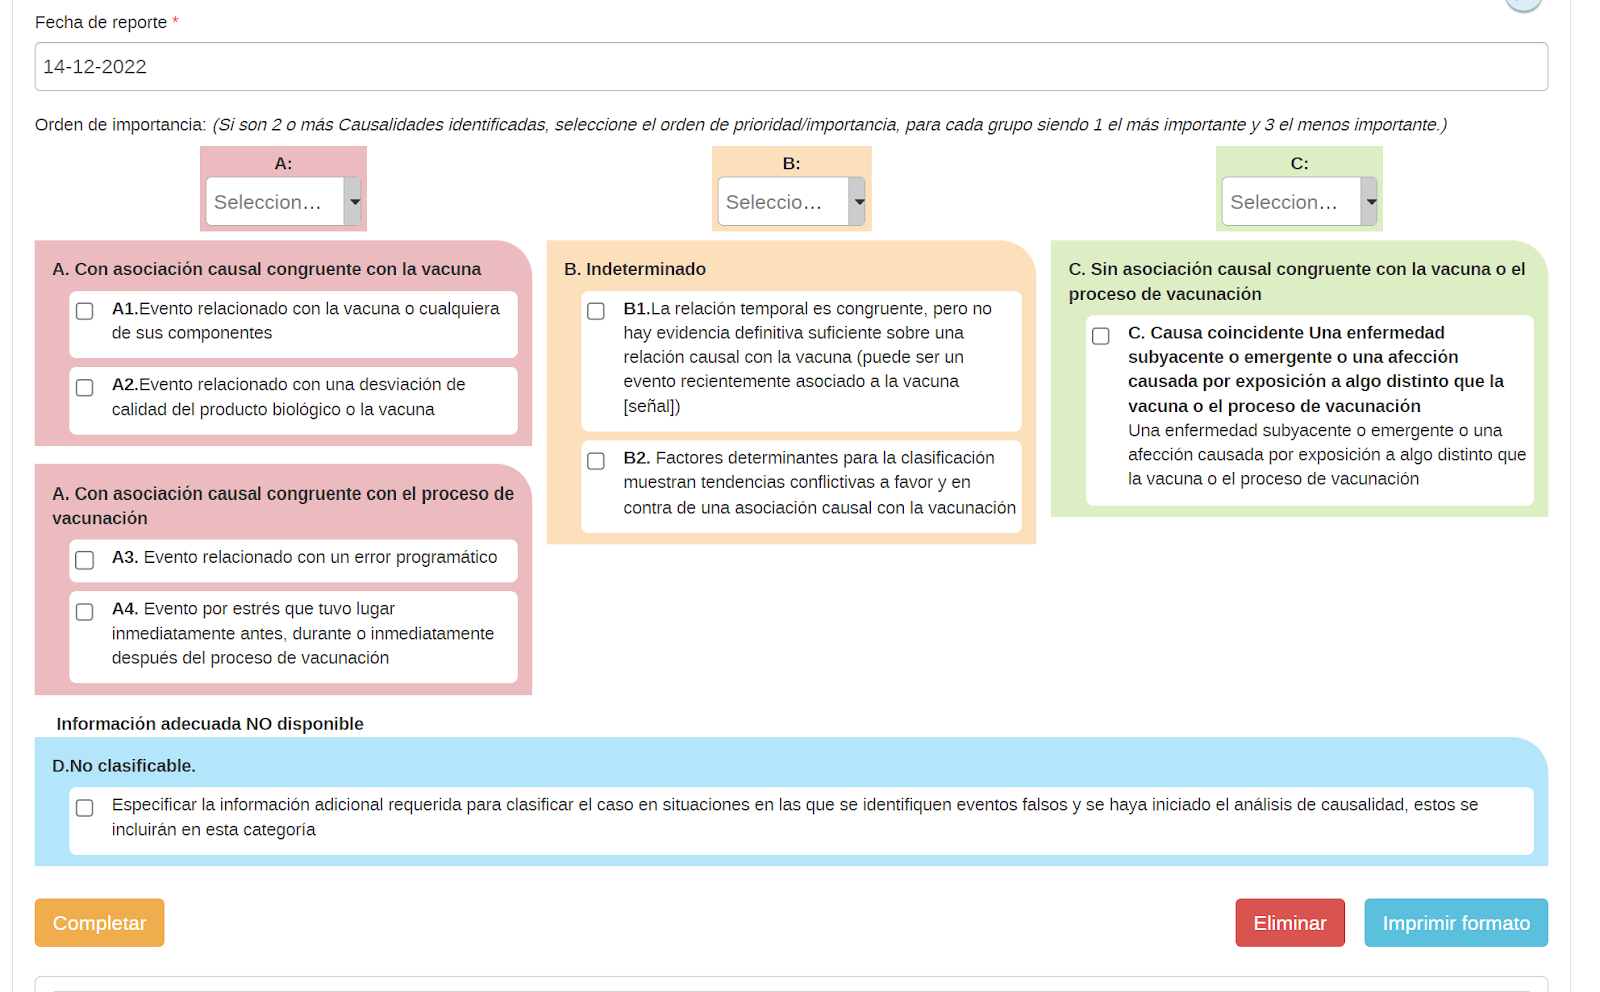 Fecha de reporte *
14-12-2022
Orden de importancia: (Si son 2 o más Causalidades identificadas, seleccione el orden de prioridad/importancia, para cada grupo siendo 1 el más importante y 3 el menos importante.)
A:
Seleccion...
B:
Seleccio...
C:
Seleccion...
A. Con asociación causal congruente con la vacuna
A1.Evento relacionado con la vacuna o cualquiera
de sus componentes
A2.Evento relacionado con una desviación de
calidad del producto biológico o la vacuna
A. Con asociación causal congruente con el proceso de
vacunación
A3. Evento relacionado con un error programático
A4. Evento por estrés que tuvo lugar
inmediatamente antes, durante o inmediatamente
después del proceso de vacunación
B. Indeterminado
B1.La relación temporal es congruente, pero no
hay evidencia definitiva suficiente sobre una
relación causal con la vacuna (puede ser un
evento recientemente asociado a la vacuna
[señal])
B2. Factores determinantes para la clasificación
muestran tendencias conflictivas a favor y en
contra de una asociación causal con la vacunación
C. Sin asociación causal congruente con la vacuna o el
proceso de vacunación
C. Causa coincidente Una enfermedad
subyacente o emergente o una afección
causada por exposición a algo distinto que la
vacuna o el proceso de vacunación
Una enfermedad subyacente o emergente o una
afección causada por exposición a algo distinto que
la vacuna o el proceso de vacunación
Información adecuada NO disponible
D.No clasificable.
Especificar la información adicional requerida para clasificar el caso en situaciones en las que se identifiquen eventos falsos y se haya iniciado el análisis de causalidad, estos se
incluirán en esta categoría
Completar
Eliminar
Imprimir formato